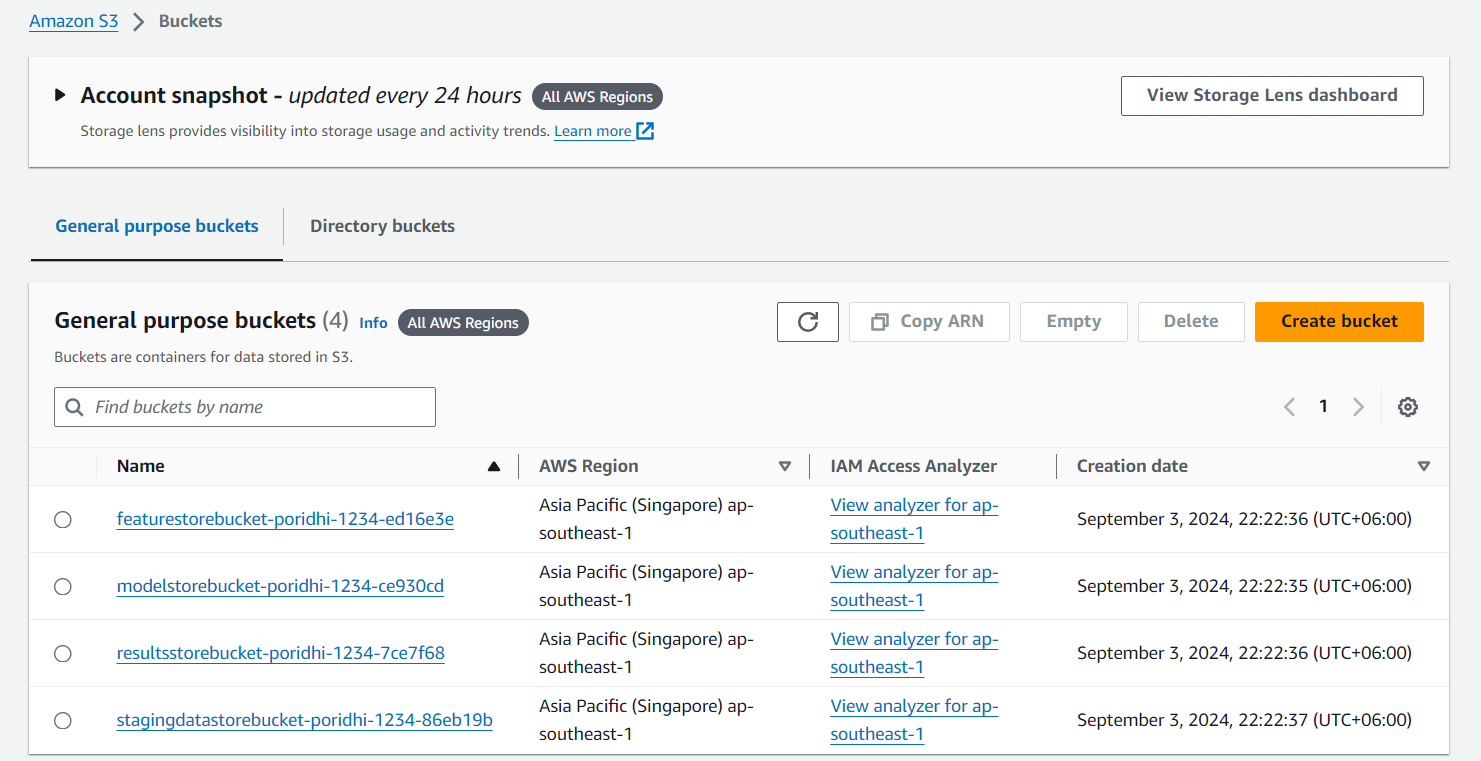 Amazon S3 > Buckets
Account snapshot - updated every 24 hours All AWS Regions
View Storage Lens dashboard
Storage lens provides visibility into storage usage and activity trends. Learn more
General purpose buckets
Directory buckets
General purpose buckets (4) Info All AWS Regions
Copy ARN
Empty
Delete
Create bucket
Buckets are containers for data stored in S3.
Find buckets by name
1
Name
AWS Region
IAM Access Analyzer
Creation date
featurestorebucket-poridhi-1234-ed16e3e
Asia Pacific (Singapore) ap-
southeast-1
View analyzer for ap-
southeast-1
September 3, 2024, 22:22:36 (UTC+06:00)
modelstorebucket-poridhi-1234-ce930cd
Asia Pacific (Singapore) ap-
southeast-1
View analyzer for ap-
southeast-1
September 3, 2024, 22:22:35 (UTC+06:00)
resultsstorebucket-poridhi-1234-7ce7f68
Asia Pacific (Singapore) ap-
southeast-1
View analyzer for ap-
southeast-1
September 3, 2024, 22:22:36 (UTC+06:00)
stagingdatastorebucket-poridhi-1234-86eb19b
Asia Pacific (Singapore) ap-
southeast-1
View analyzer for ap-
southeast-1
September 3, 2024, 22:22:37 (UTC+06:00)